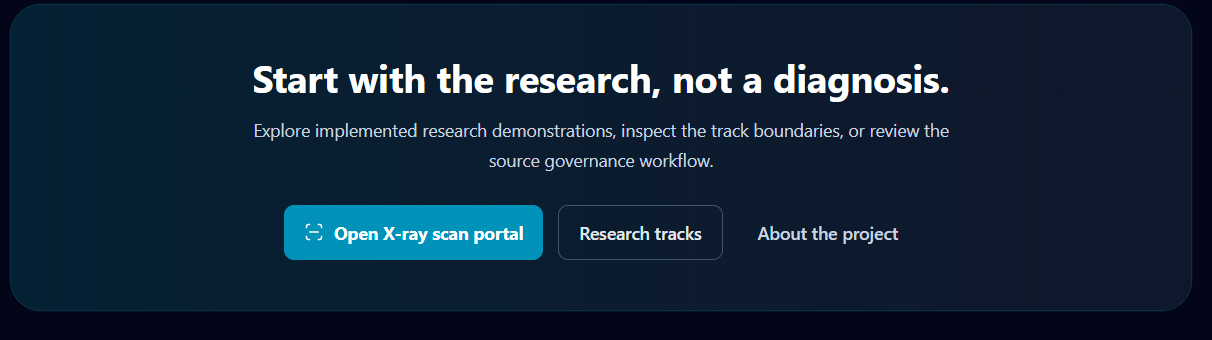 Start with the research, not a diagnosis.
Explore implemented research demonstrations, inspect the track boundaries, or review the
source governance workflow.
Open X-ray scan portal
Research tracks
About the project